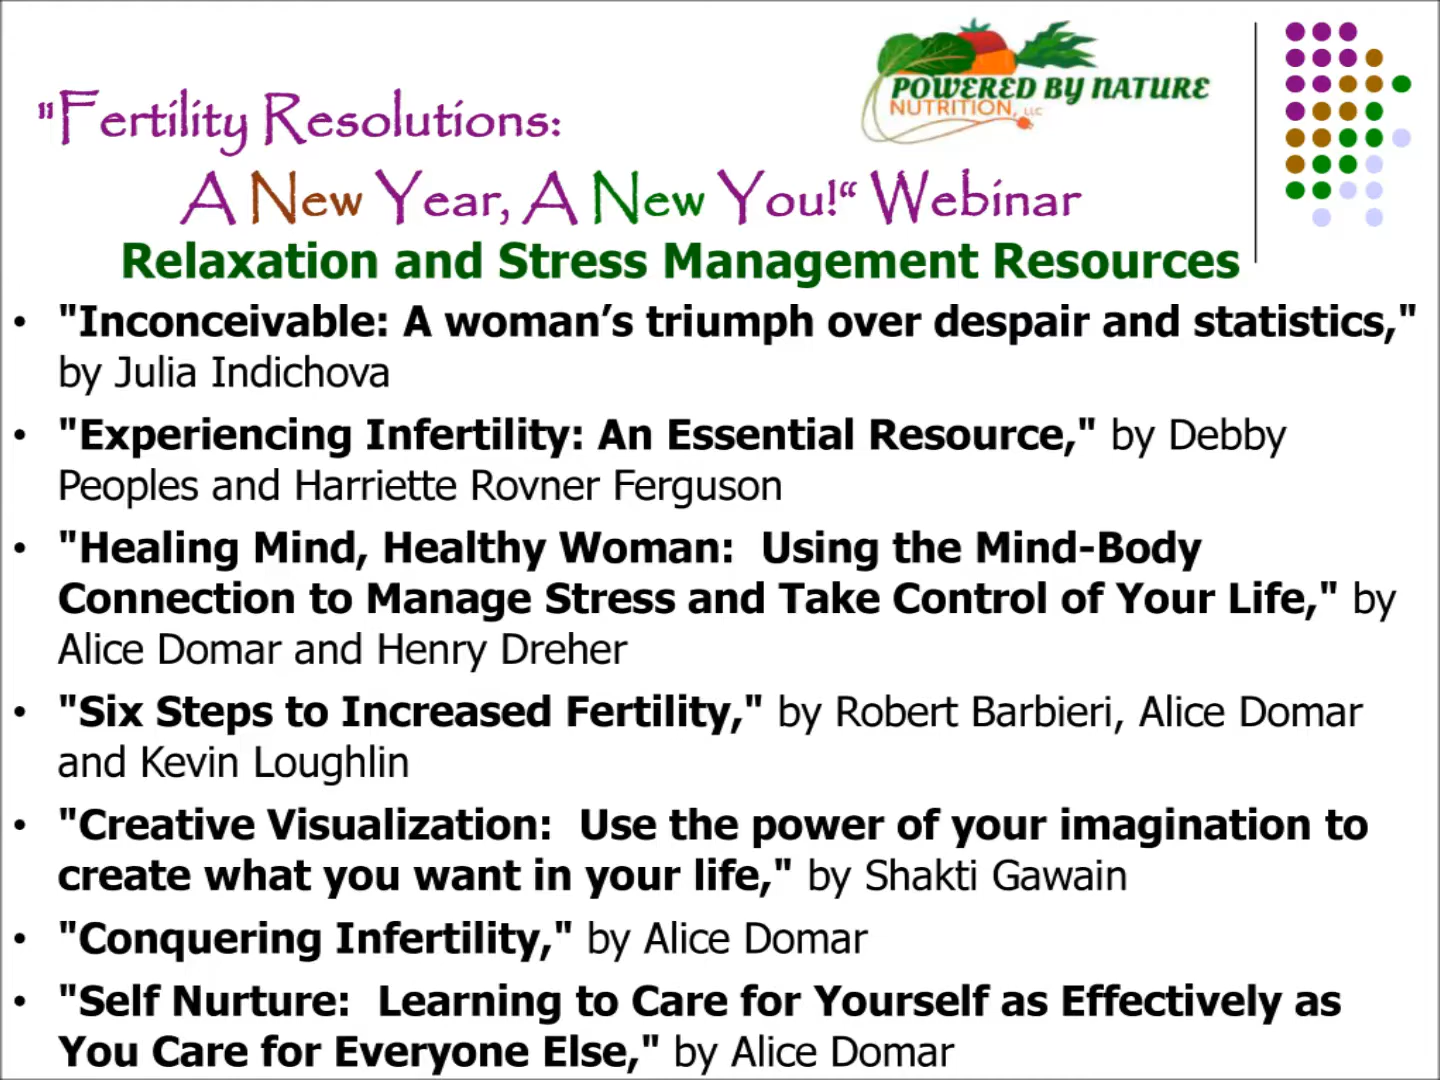 "Fertility Resolutions:
POWERED BY NATURE
NUTRITION, LLC
A New Year, A New You!“ Webinar
Relaxation and Stress Management Resources
• "Inconceivable: A woman’s triumph over despair and statistics,"
by Julia Indichova
• "Experiencing Infertility: An Essential Resource," by Debby
Peoples and Harriette Rovner Ferguson
• "Healing Mind, Healthy Woman:  Using the Mind-Body
Connection to Manage Stress and Take Control of Your Life," by
Alice Domar and Henry Dreher
• "Six Steps to Increased Fertility," by Robert Barbieri, Alice Domar
and Kevin Loughlin
• "Creative Visualization:  Use the power of your imagination to
create what you want in your life," by Shakti Gawain
• "Conquering Infertility," by Alice Domar
• "Self Nurture:  Learning to Care for Yourself as Effectively as
You Care for Everyone Else," by Alice Domar